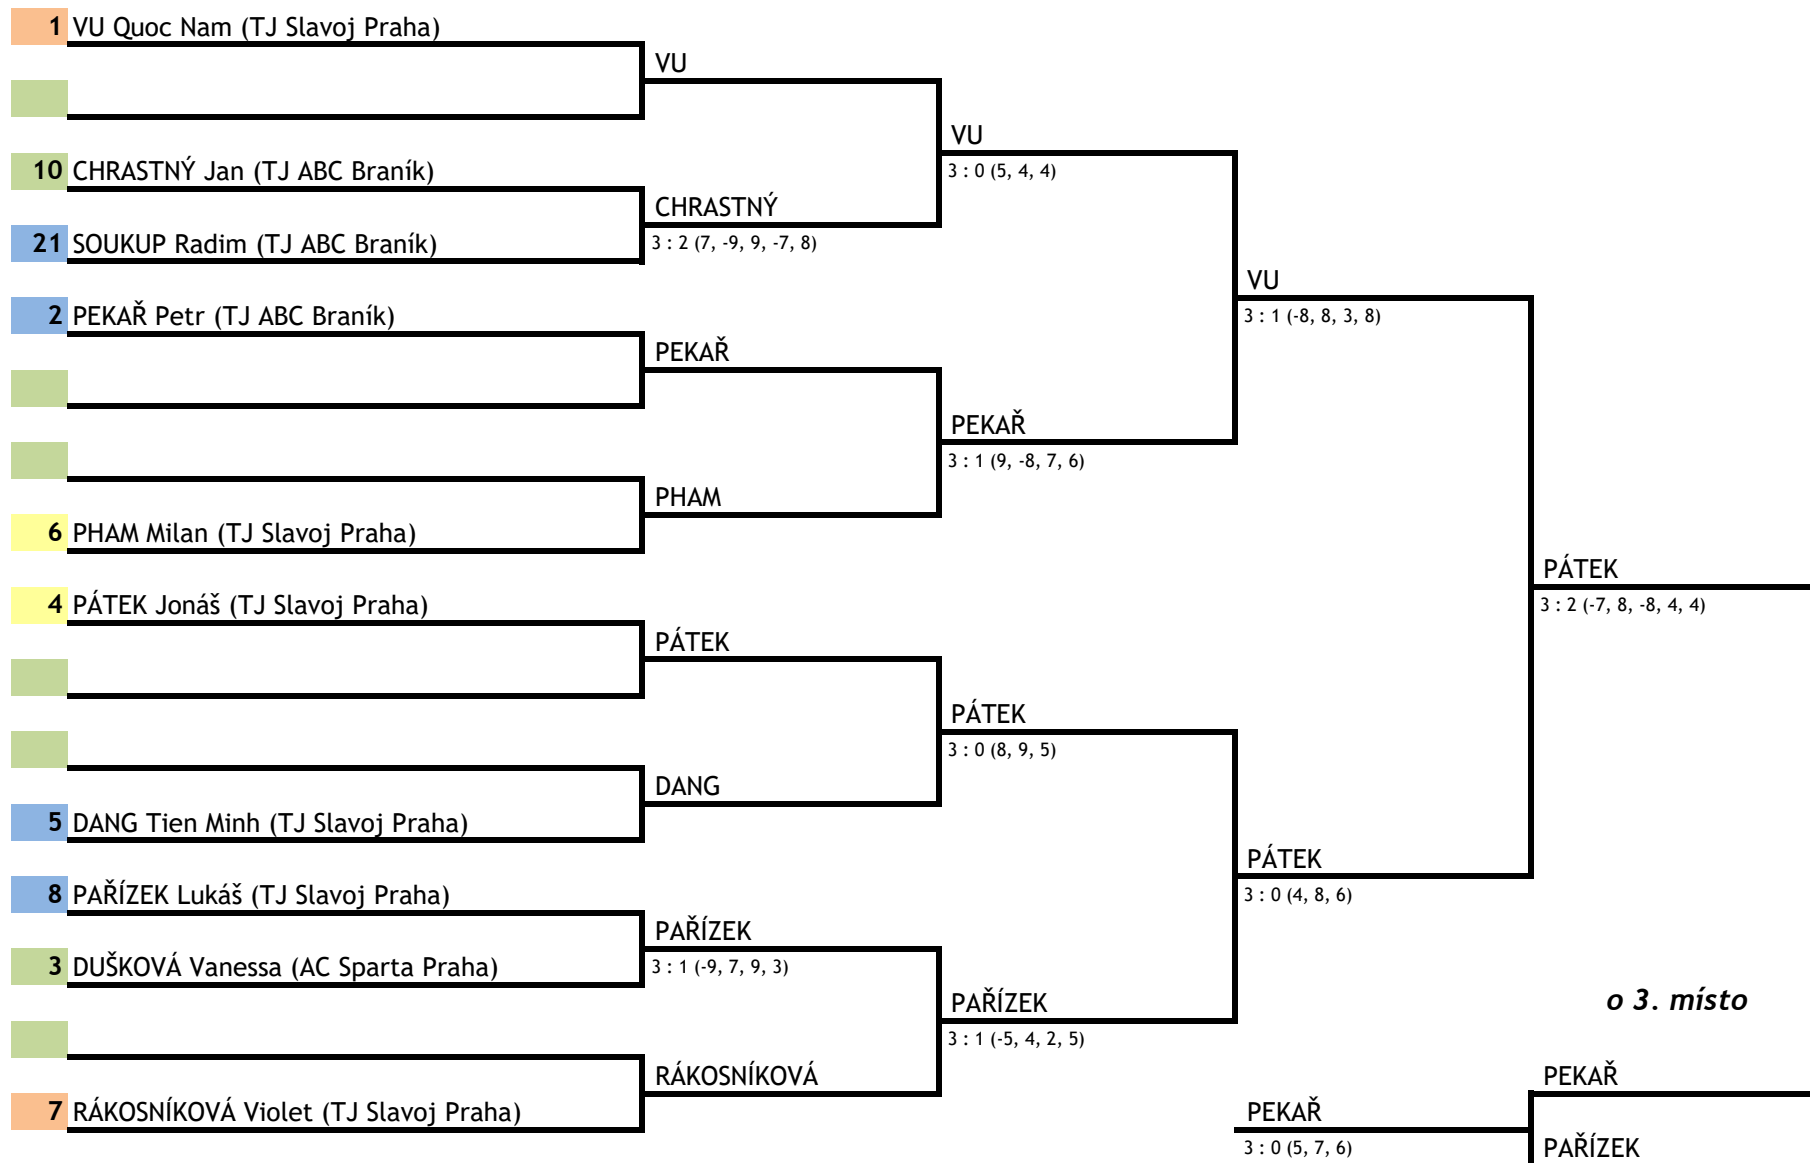 1 VU Quoc Nam (TJ Slavoj Praha)
VU
VU
10 CHRASTNÝ Jan (TJ ABC Braník)
3 : 0 (5, 4, 4)
CHRASTNÝ
21 SOUKUP Radim (TJ ABC Braník)
3 : 2 (7, -9, 9, -7, 8)
VU
2 PEKAŘ Petr (TJ ABC Braník)
3 : 1 (-8, 8, 3, 8)
PEKAŘ
PEKAŘ
3 : 1 (9, -8, 7, 6)
PHAM
6 PHAM Milan (TJ Slavoj Praha)
PÁTEK
4 PÁTEK Jonáš (TJ Slavoj Praha)
3 : 2 (-7, 8, -8, 4, 4)
PÁTEK
PÁTEK
3 : 0 (8, 9, 5)
DANG
5 DANG Tien Minh (TJ Slavoj Praha)
PÁTEK
8 PAŘÍZEK Lukáš (TJ Slavoj Praha)
3 : 0 (4, 8, 6)
PAŘÍZEK
3 DUŠKOVÁ Vanessa (AC Sparta Praha)
3 : 1 (-9, 7, 9, 3)
PAŘÍZEK
o 3. místo
3 : 1 (-5, 4, 2, 5)
RÁKOSNÍKOVÁ
PEKAŘ
7 RÁKOSNÍKOVÁ Violet (TJ Slavoj Praha)
PEKAŘ
3 : 0 (5, 7, 6)
PAŘÍZEK